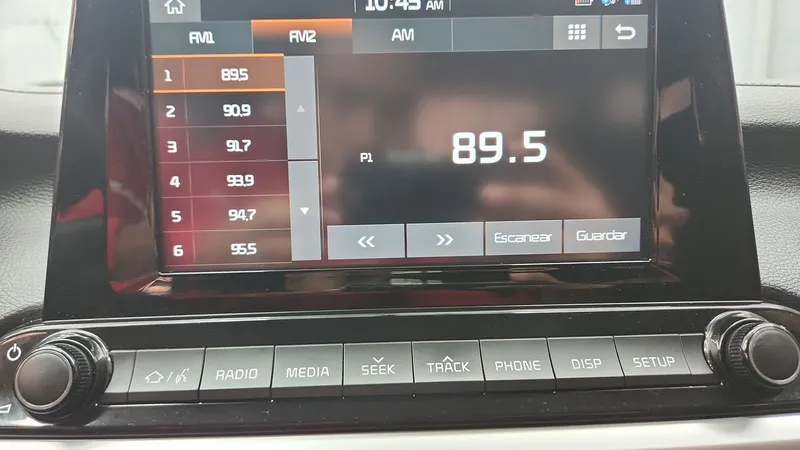 10:45 AM
FM1 FM2 AM
1 89.5
2 90.9
3 91.7
4 93.9
5 94.7
6 95.5
P1 89.5
Escanear Guardar
RADIO MEDIA SEEK TRACK PHONE DISP SETUP